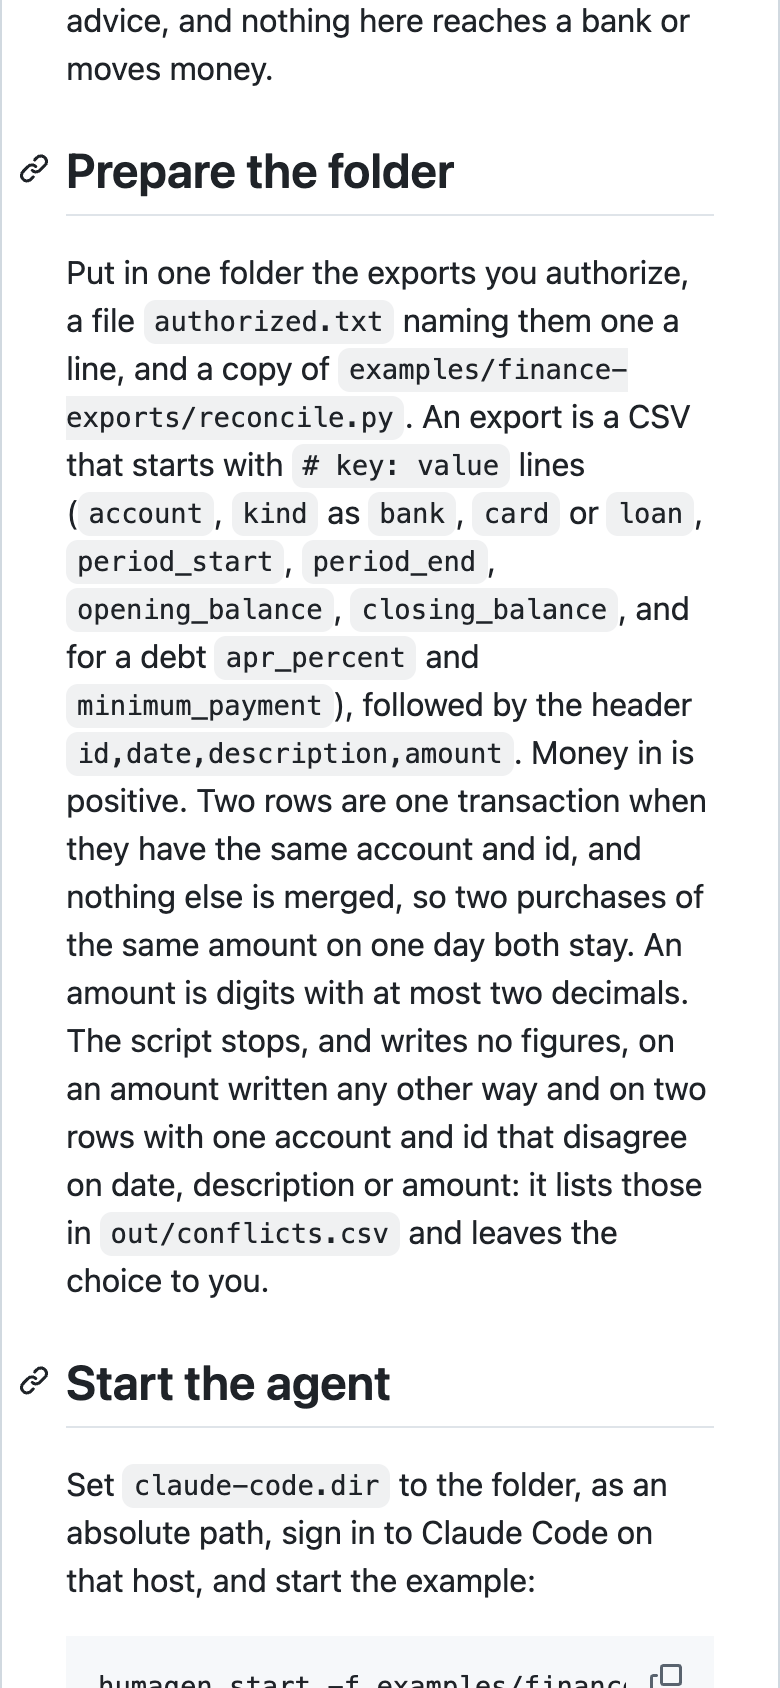 advice, and nothing here reaches a bank or
moves money.
Prepare the folder
Put in one folder the exports you authorize,
a file authorized.txt naming them one a
line, and a copy of examples/finance-
exports/reconcile.py. An export is a CSV
that starts with # key: value lines
(account, kind as bank, card or loan,
period_start, period_end,
opening_balance, closing_balance, and
for a debt apr_percent and
minimum_payment), followed by the header
id,date,description,amount. Money in is
positive. Two rows are one transaction when
they have the same account and id, and
nothing else is merged, so two purchases of
the same amount on one day both stay. An
amount is digits with at most two decimals.
The script stops, and writes no figures, on
an amount written any other way and on two
rows with one account and id that disagree
on date, description or amount: it lists those
in out/conflicts.csv and leaves the
choice to you.
Start the agent
Set claude-code.dir to the folder, as an
absolute path, sign in to Claude Code on
that host, and start the example:
humagen start -f examples/financ